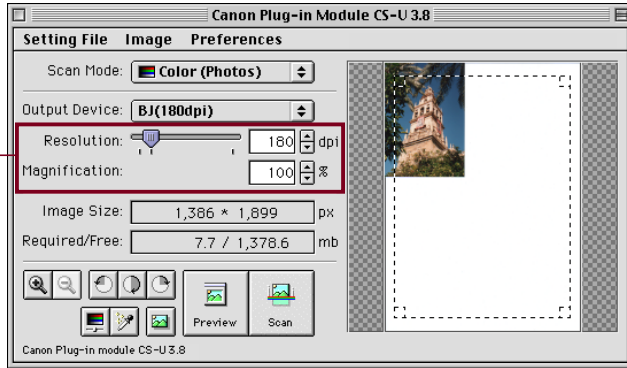 Canon Plug-in Module CS-U 3.8
Setting File Image Preferences
Scan Mode: Color (Photos)
Output Device: BJ(180dpi)
Resolution: 180 dpi
Magnification: 100 %
Image Size: 1,386 * 1,899 px
Required/Free: 7.7 / 1,378.6 mb
Preview Scan
Canon Plug-in module CS-U 3.8